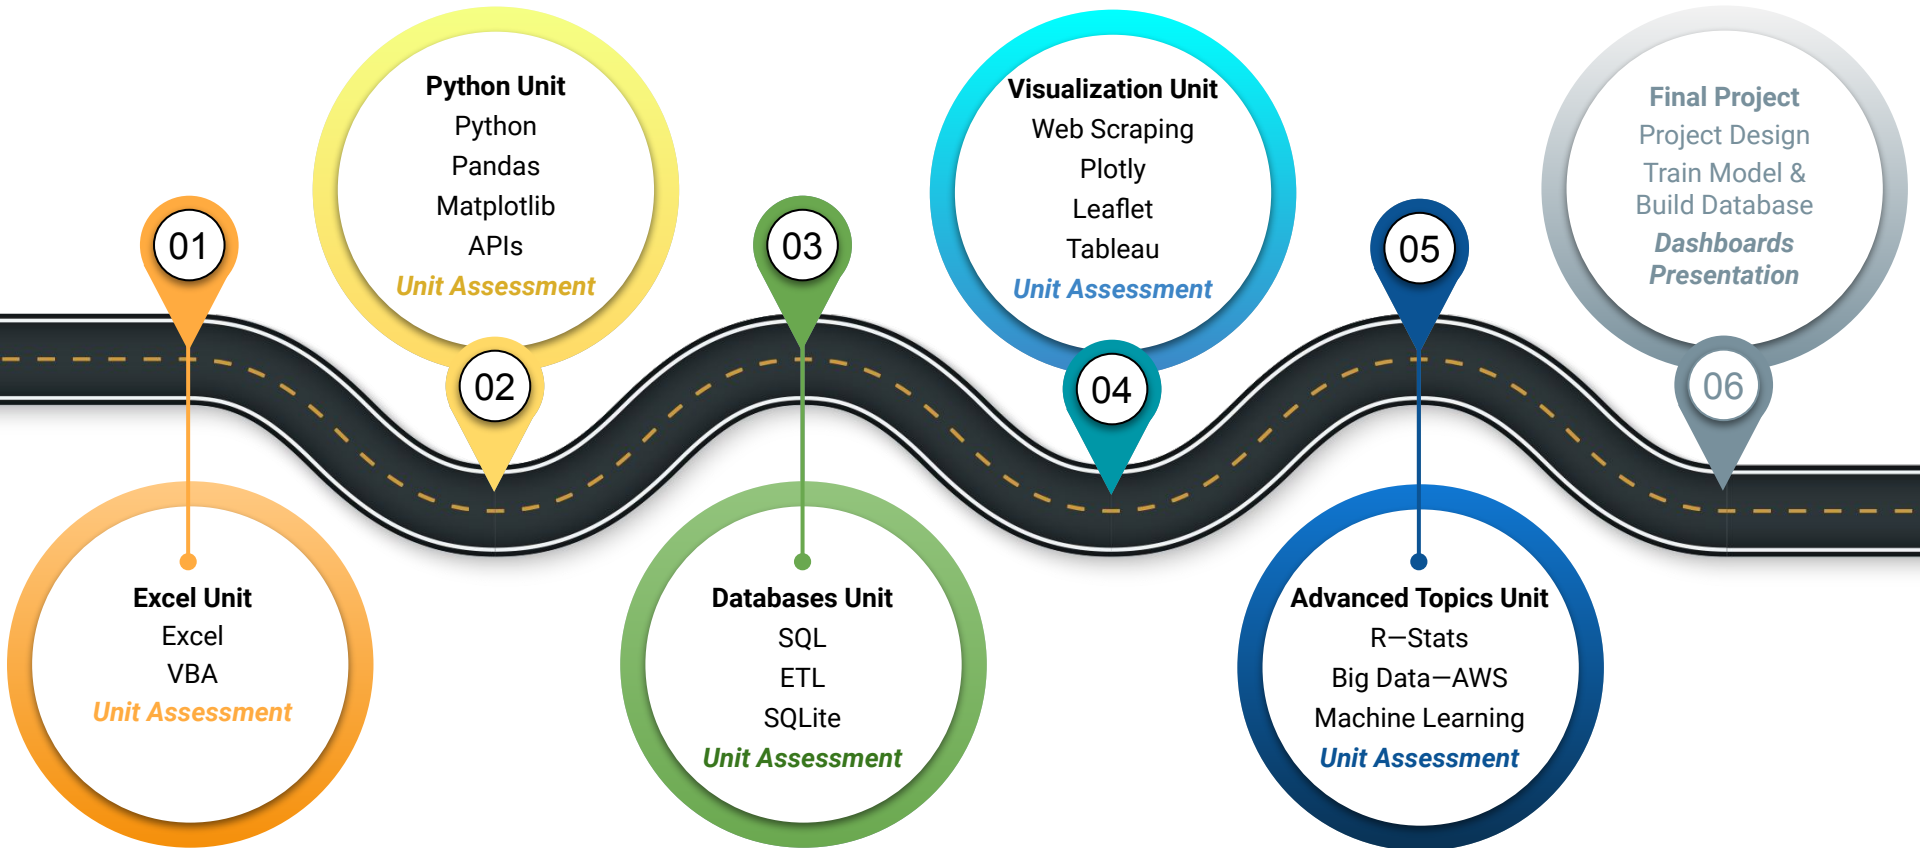 01
Excel Unit
Excel
VBA
Unit Assessment
Python Unit
Python
Pandas
Matplotlib
APIs
Unit Assessment
02
03
Databases Unit
SQL
ETL
SQLite
Unit Assessment
Visualization Unit
Web Scraping
Plotly
Leaflet
Tableau
Unit Assessment
04
05
Advanced Topics Unit
R—Stats
Big Data—AWS
Machine Learning
Unit Assessment
Final Project
Project Design
Train Model &
Build Database
Dashboards
Presentation
06